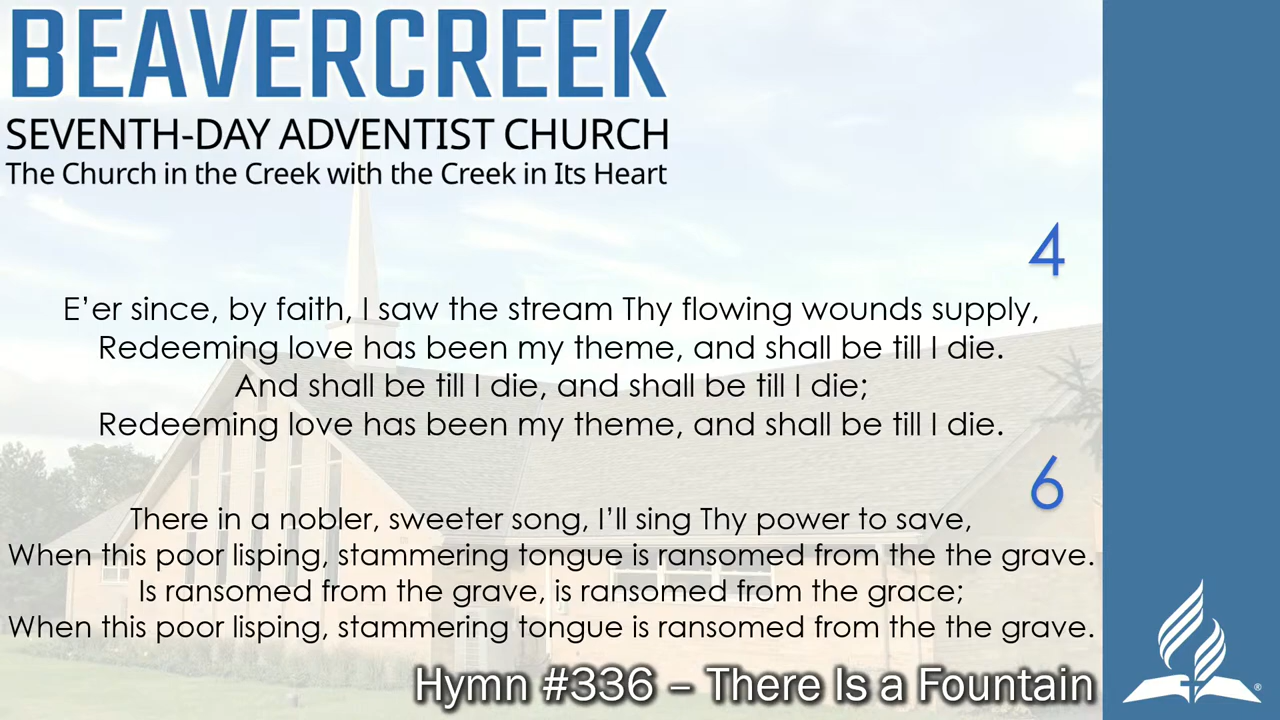 BEAVERCREEK
SEVENTH-DAY ADVENTIST CHURCH
The Church in the Creek with the Creek in Its Heart
4
E’er since, by faith, I saw the stream Thy flowing wounds supply,
Redeeming love has been my theme, and shall be till I die.
And shall be till I die, and shall be till I die;
Redeeming love has been my theme, and shall be till I die.
6
There in a nobler, sweeter song, I’ll sing Thy power to save,
When this poor lisping, stammering tongue is ransomed from the the grave.
Is ransomed from the grave, is ransomed from the grace;
When this poor lisping, stammering tongue is ransomed from the the grave.
Hymn #336 – There Is a Fountain
®